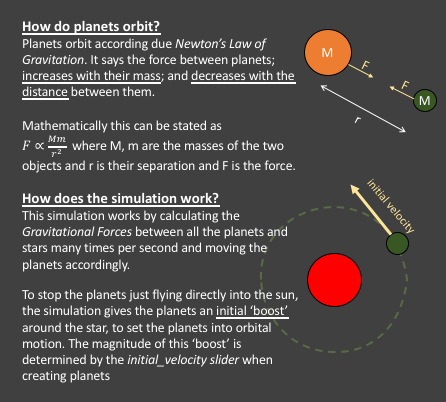 How do planets orbit?
Planets orbit according due Newton's Law of
Gravitation. It says the force between planets;
increases with their mass; and decreases with the
distance between them.
Mathematically this can be stated as
F ∝ Mm/r² where M, m are the masses of the two
objects and r is their separation and F is the force.
M
F
F
M
r
How does the simulation work?
This simulation works by calculating the
Gravitational Forces between all the planets and
stars many times per second and moving the
planets accordingly.
To stop the planets just flying directly into the sun,
the simulation gives the planets an initial 'boost'
around the star, to set the planets into orbital
motion. The magnitude of this 'boost' is
determined by the initial_velocity slider when
creating planets
initial velocity